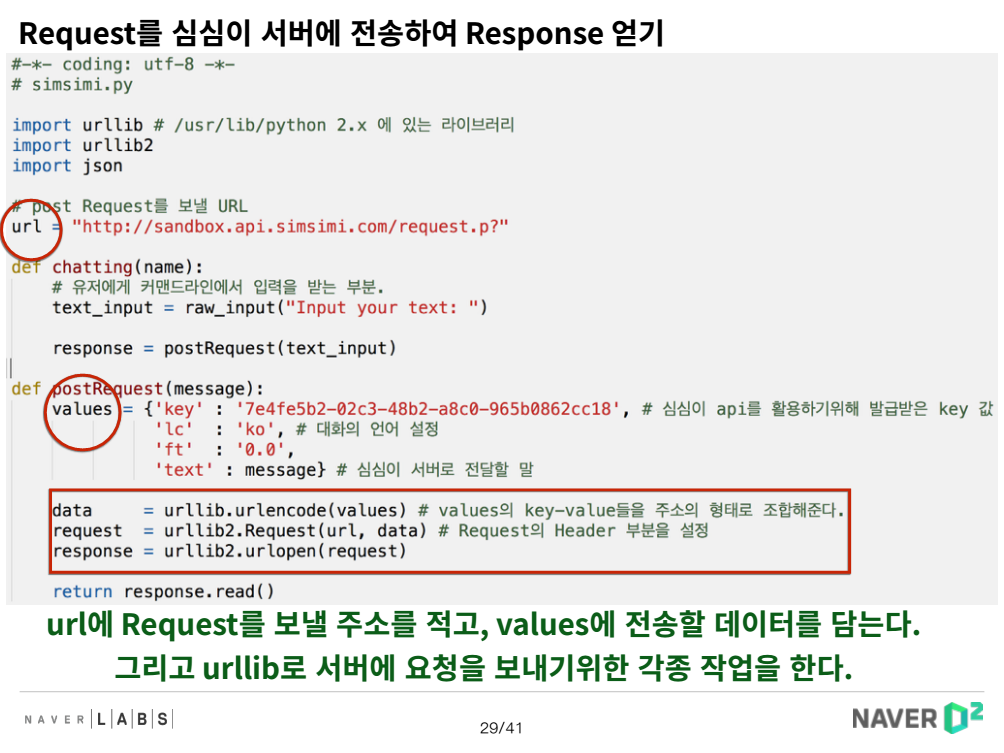 Request를 심심이 서버에 전송하여 Response 얻기
#-*- coding: utf-8 -*-
# simsimi.py
import urllib # /usr/lib/python 2.x 에 있는 라이브러리
import urllib2
import json
# post Request를 보낼 URL
url = "http://sandbox.api.simsimi.com/request.p?"
def chatting(name):
# 유저에게 커맨드라인에서 입력을 받는 부분.
text_input = raw_input("Input your text: ")
response = postRequest(text_input)
def postRequest(message):
values = {'key' : '7e4fe5b2-02c3-48b2-a8c0-965b0862cc18', # 심심이 api를 활용하기위해 발급받은 key 값
'lc' : 'ko', # 대화의 언어 설정
'ft' : '0.0',
'text' : message} # 심심이 서버로 전달할 말
data = urllib.urlencode(values) # values의 key-value들을 주소의 형태로 조합해준다.
request = urllib2.Request(url, data) # Request의 Header 부분을 설정
response = urllib2.urlopen(request)
return response.read()
url에 Request를 보낼 주소를 적고, values에 전송할 데이터를 담는다.
그리고 urllib로 서버에 요청을 보내기위한 각종 작업을 한다.
NAVER LABS
29/41
NAVER D2